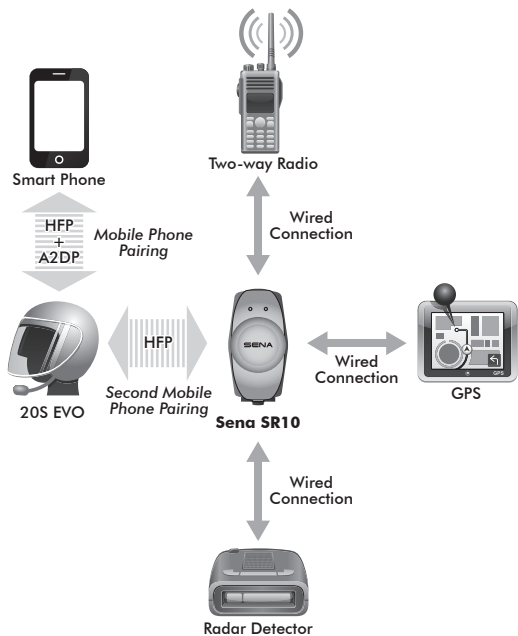 Two-way Radio
Smart Phone
HFP
+
A2DP
Mobile Phone
Pairing
Wired
Connection
HFP
SENA
Wired
Connection
GPS
GPS
20S EVO
Second Mobile
Phone Pairing
Sena SR10
Wired
Connection
Radar Detector